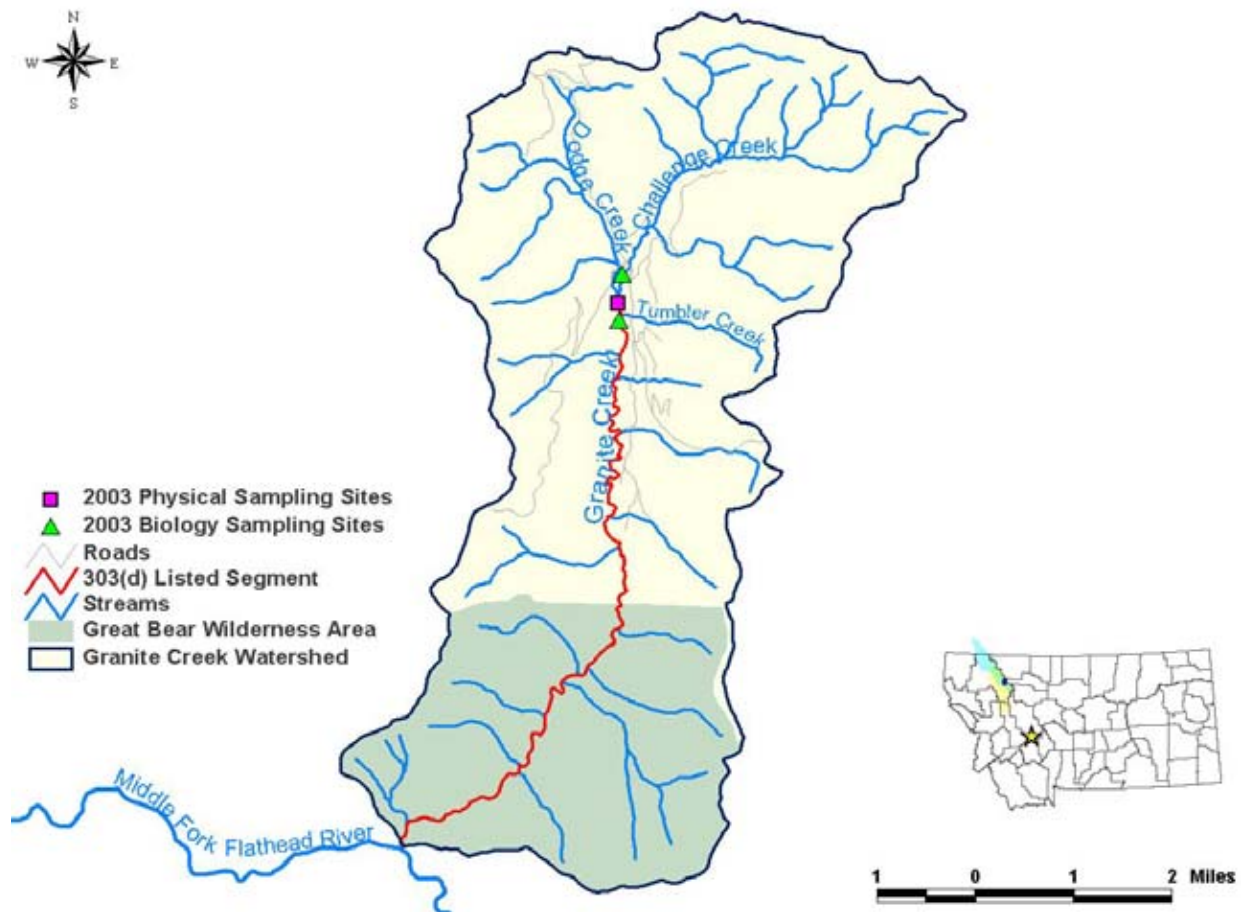 N
W E
S
Dodge Creek
Challenge Creek
Tumbler Creek
Granite Creek
2003 Physical Sampling Sites
2003 Biology Sampling Sites
Roads
303(d) Listed Segment
Streams
Great Bear Wilderness Area
Granite Creek Watershed
Middle Fork Flathead River
1 0 1 2 Miles